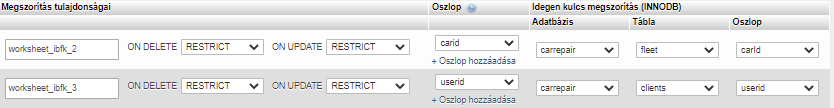 Megszorítás tulajdonságai Oszlop Idegen kulcs megszorítás (INNODB)
Adatbázis Tábla Oszlop
worksheet_ibfk_2 ON DELETE RESTRICT ON UPDATE RESTRICT carid carrepair fleet carId
+ Oszlop hozzáadása
worksheet_ibfk_3 ON DELETE RESTRICT ON UPDATE RESTRICT userid carrepair clients userid
+ Oszlop hozzáadása